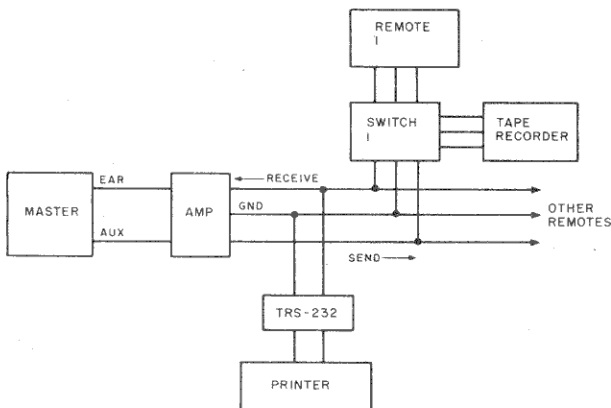 REMOTE
1
SWITCH
1
TAPE
RECORDER
EAR
RECEIVE
MASTER
AMP
GND
OTHER
REMOTES
AUX
SEND
TRS-232
PRINTER